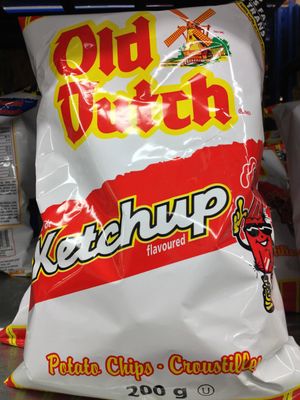 Old
Dutch
Ketchup
flavoured
Potato Chips - Croustilles
200 g U